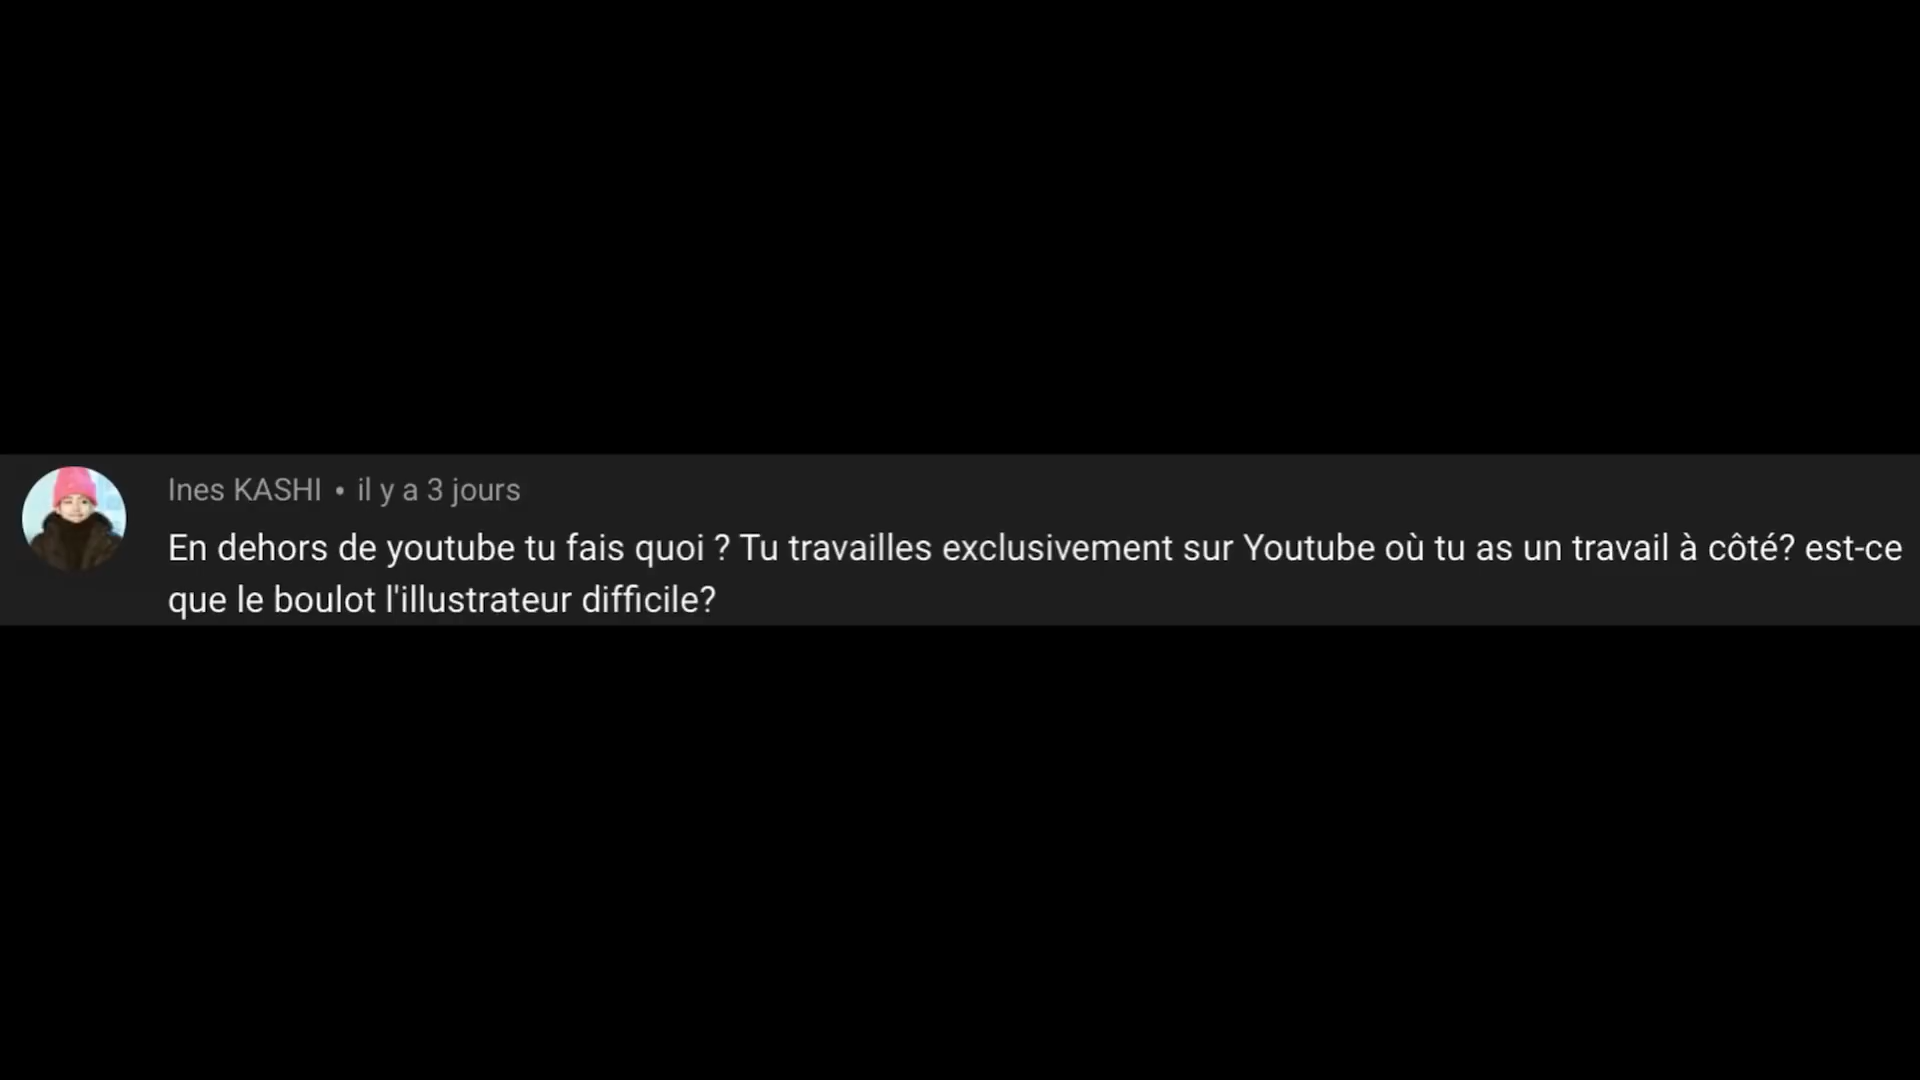 Ines KASHI • il y a 3 jours
En dehors de youtube tu fais quoi ? Tu travailles exclusivement sur Youtube où tu as un travail à côté? est-ce
que le boulot l'illustrateur difficile?